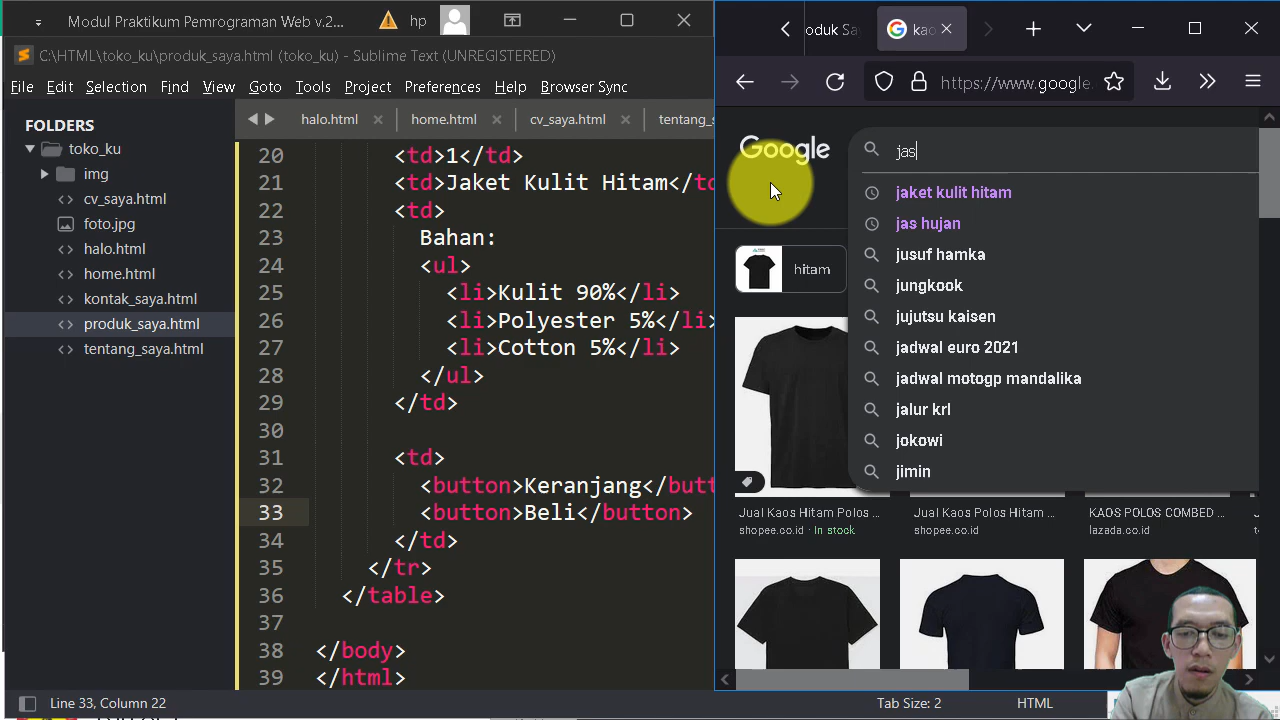 Modul Praktikum Pemrograman Web v.2...
hp
C:\HTML\toko_ku\produk_saya.html (toko_ku) - Sublime Text (UNREGISTERED)
File Edit Selection Find View Goto Tools Project Preferences Help Browser Sync
FOLDERS
toko_ku
img
cv_saya.html
foto.jpg
halo.html
home.html
kontak_saya.html
produk_saya.html
tentang_saya.html
halo.html
home.html
cv_saya.html
tentang_s
20 <td>1</td>
21 <td>Jaket Kulit Hitam</td
22 <td>
23 Bahan:
24 <ul>
25 <li>Kulit 90%</li>
26 <li>Polyester 5%</li>
27 <li>Cotton 5%</li>
28 </ul>
29 </td>
30
31 <td>
32 <button>Keranjang</butt
33 <button>Beli</button>
34 </td>
35 </tr>
36 </table>
37
38 </body>
39 </html>
Line 33, Column 22
Tab Size: 2
HTML
oduk Sa
kao
https://www.google.
Google
jas
jaket kulit hitam
jas hujan
jusuf hamka
jungkook
jujutsu kaisen
jadwal euro 2021
jadwal motogp mandalika
jalur krl
jokowi
jimin
hitam
Jual Kaos Hitam Polos ...
shopee.co.id · In stock
Jual Kaos Polos Hitam ...
shopee.co.id
KAOS POLOS COMBED ...
lazada.co.id